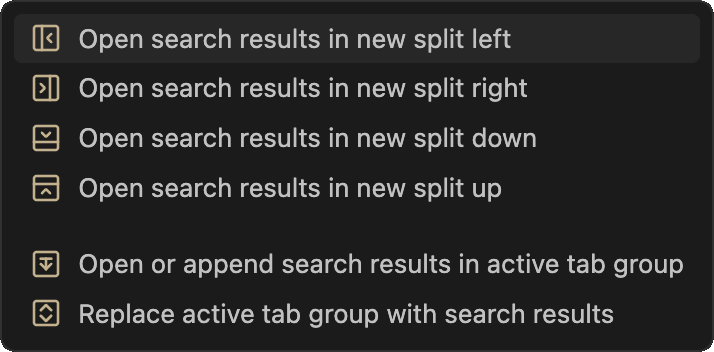 Open search results in new split left
Open search results in new split right
Open search results in new split down
Open search results in new split up
Open or append search results in active tab group
Replace active tab group with search results